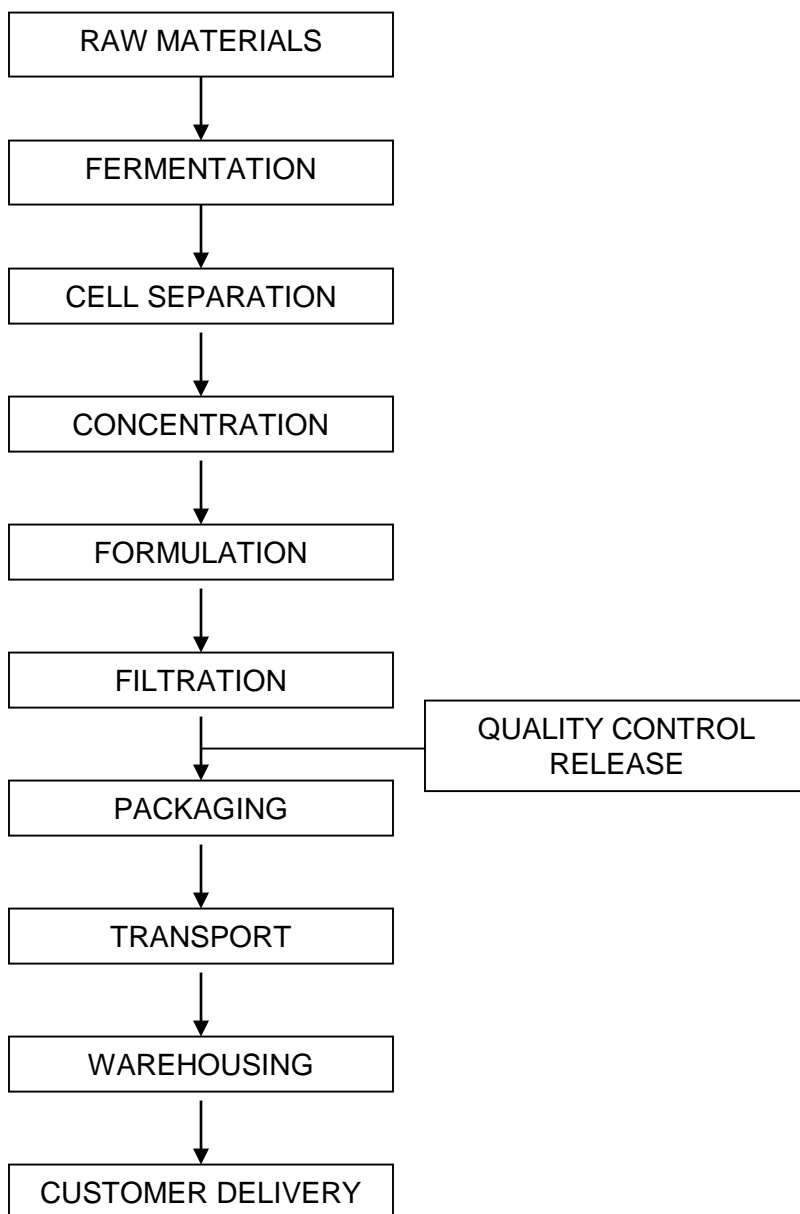 RAW MATERIALS
FERMENTATION
CELL SEPARATION
CONCENTRATION
FORMULATION
FILTRATION
QUALITY CONTROL
RELEASE
PACKAGING
TRANSPORT
WAREHOUSING
CUSTOMER DELIVERY